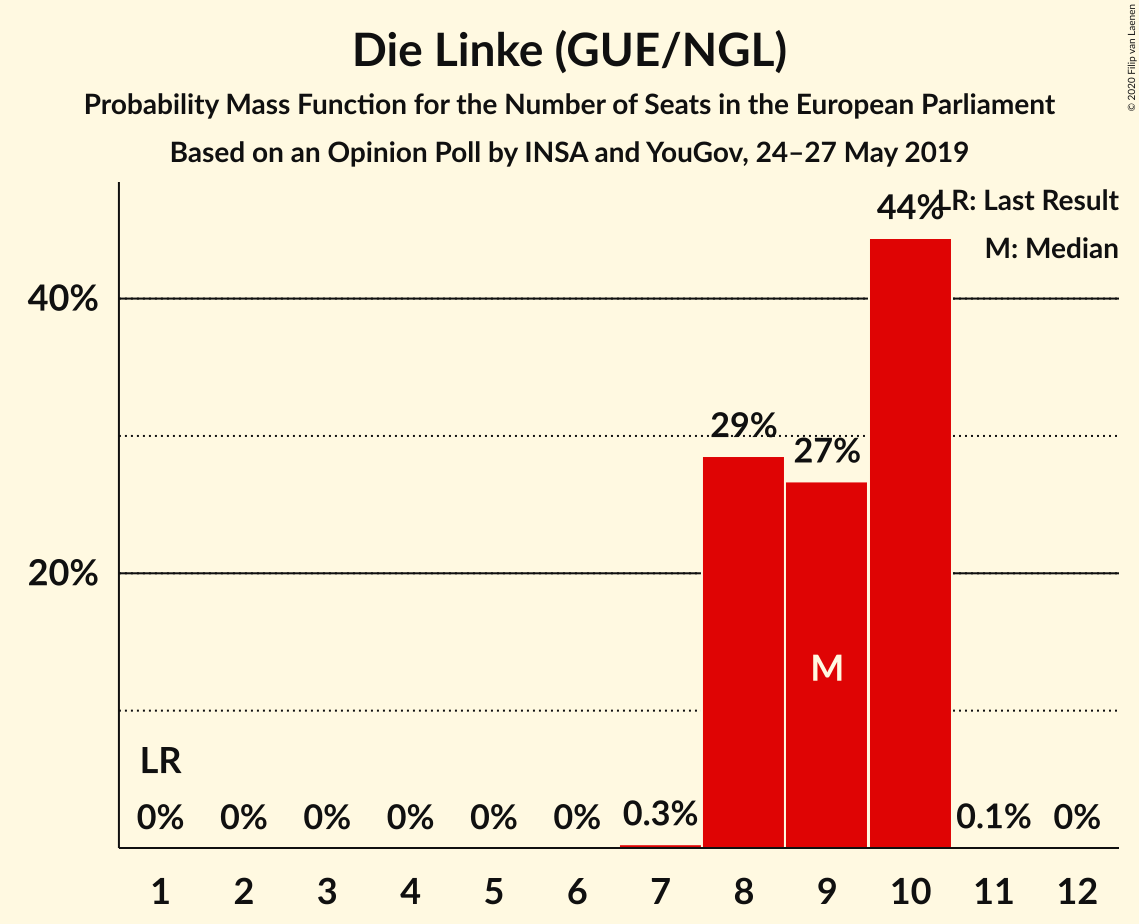 Die Linke (GUE/NGL)
Probability Mass Function for the Number of Seats in the European Parliament
Based on an Opinion Poll by INSA and YouGov, 24–27 May 2019
© 2020 Filip van Laenen
LR: Last Result
M: Median
44%
40%
29%
27%
20%
M
LR
0% 0% 0% 0% 0% 0% 0.3% 0.1% 0%
1 2 3 4 5 6 7 8 9 10 11 12